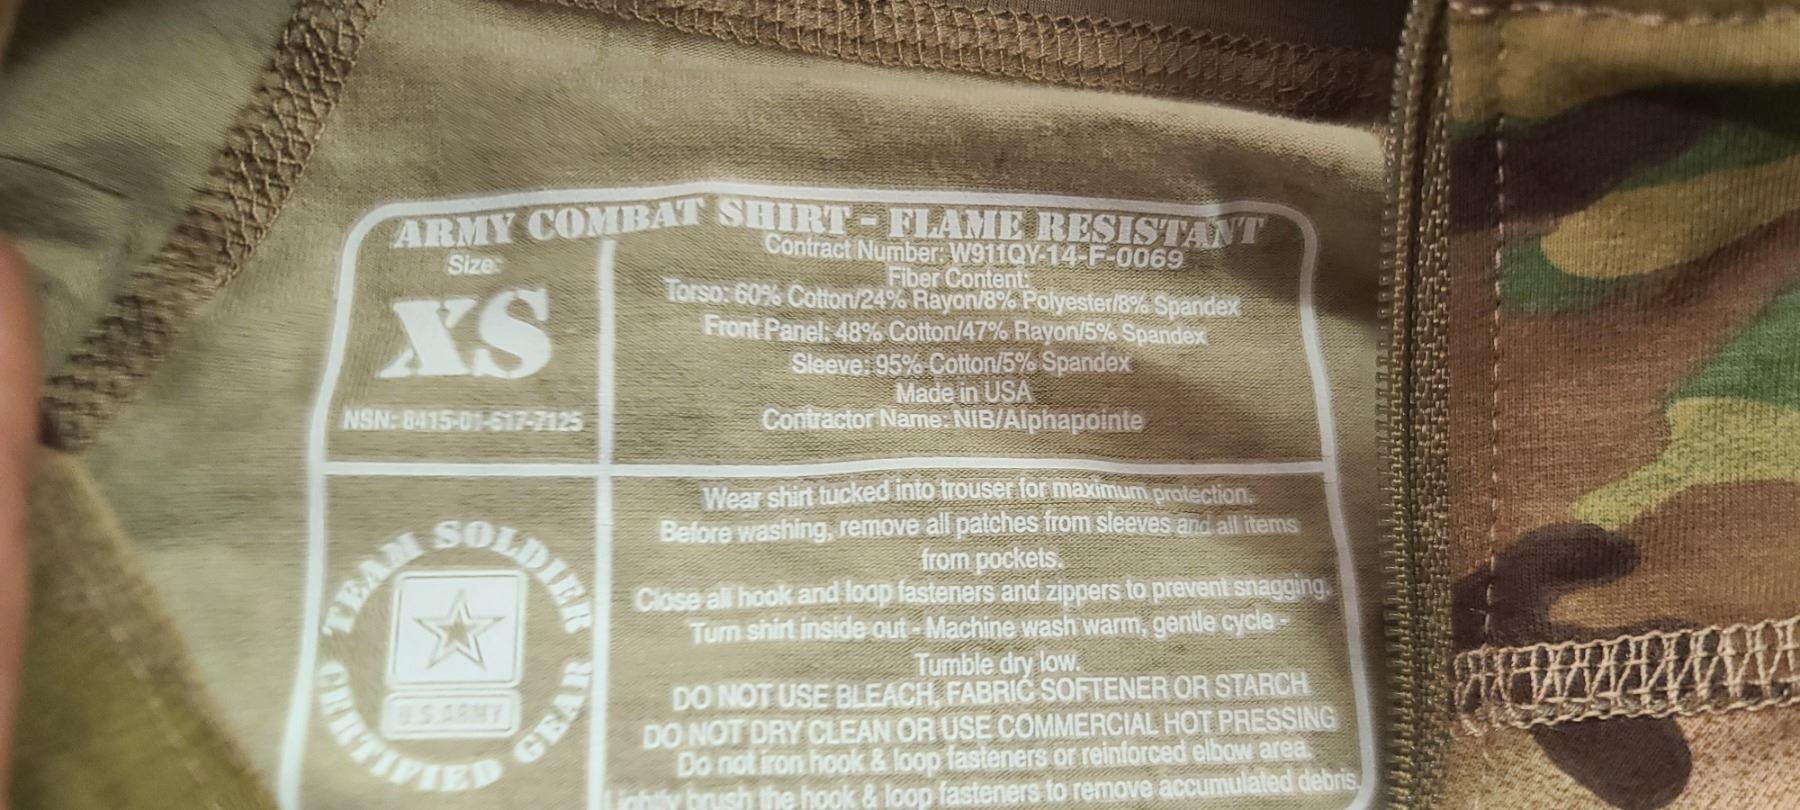 ARMY COMBAT SHIRT - FLAME RESISTANT
Size:
XS
NSN: 8415-01-617-7125
Contract Number: W911QY-14-F-0069
Fiber Content:
Torso: 60% Cotton/24% Rayon/8% Polyester/8% Spandex
Front Panel: 48% Cotton/47% Rayon/5% Spandex
Sleeve: 95% Cotton/5% Spandex
Made in USA
Contractor Name: NIB/Alphapointe
TEAM SOLDIER
U.S. ARMY
CERTIFIED GEAR
Wear shirt tucked into trouser for maximum protection.
Before washing, remove all patches from sleeves and all items
from pockets.
Close all hook and loop fasteners and zippers to prevent snagging.
Turn shirt inside out - Machine wash warm, gentle cycle -
Tumble dry low.
DO NOT USE BLEACH, FABRIC SOFTENER OR STARCH
DO NOT DRY CLEAN OR USE COMMERCIAL HOT PRESSING
Do not iron hook & loop fasteners or reinforced elbow area.
Lightly brush the hook & loop fasteners to remove accumulated debris.